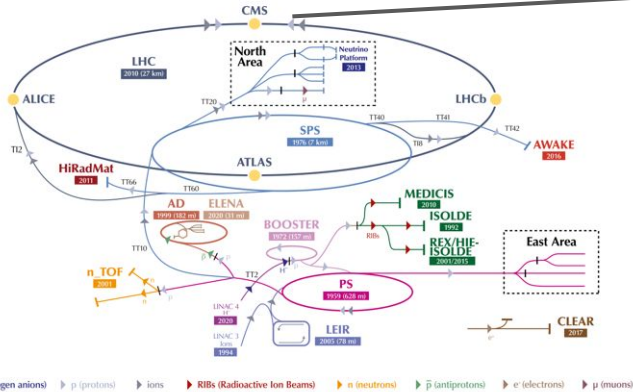 CMS
North
Area
Neutrino
Platform
2013
LHC
2010 (27 km)
μ
ALICE
LHCb
TT20
TT40
TT41
TT42
SPS
1976 (7 km)
TI8
TI2
AWAKE
2016
ATLAS
HiRadMat
2011
TT66
TT60
AD
1999 (182 m)
ELENA
2020 (31 m)
MEDICIS
2010
BOOSTER
1972 (157 m)
ISOLDE
1992
RIBs
REX/HIE-
ISOLDE
2001/2015
East Area
TT10
p
p
p̄
H⁻
p
n_TOF
2001
n
n
p
TT2
PS
1959 (628 m)
LINAC 4
H⁻
2020
LINAC 3
Ions
1994
LEIR
2005 (78 m)
CLEAR
2017
e⁻
gen anions)
p (protons)
ions
RIBs (Radioactive Ion Beams)
n (neutrons)
p̄ (antiprotons)
e⁻ (electrons)
μ (muons)